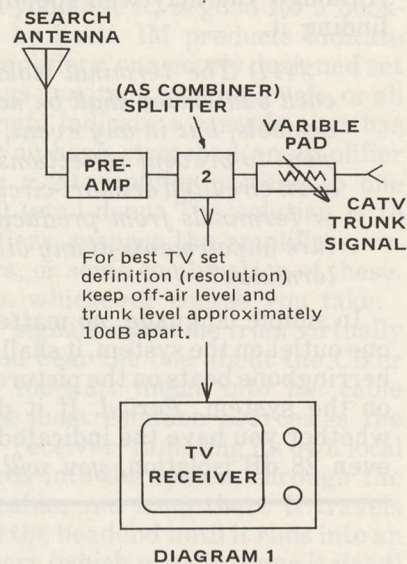 SEARCH
ANTENNA
(AS COMBINER)
SPLITTER
VARIBLE
PAD
PRE-
AMP
2
CATV
TRUNK
SIGNAL
For best TV set
definition (resolution)
keep off-air level and
trunk level approximately
10dB apart.
TV
RECEIVER
DIAGRAM 1